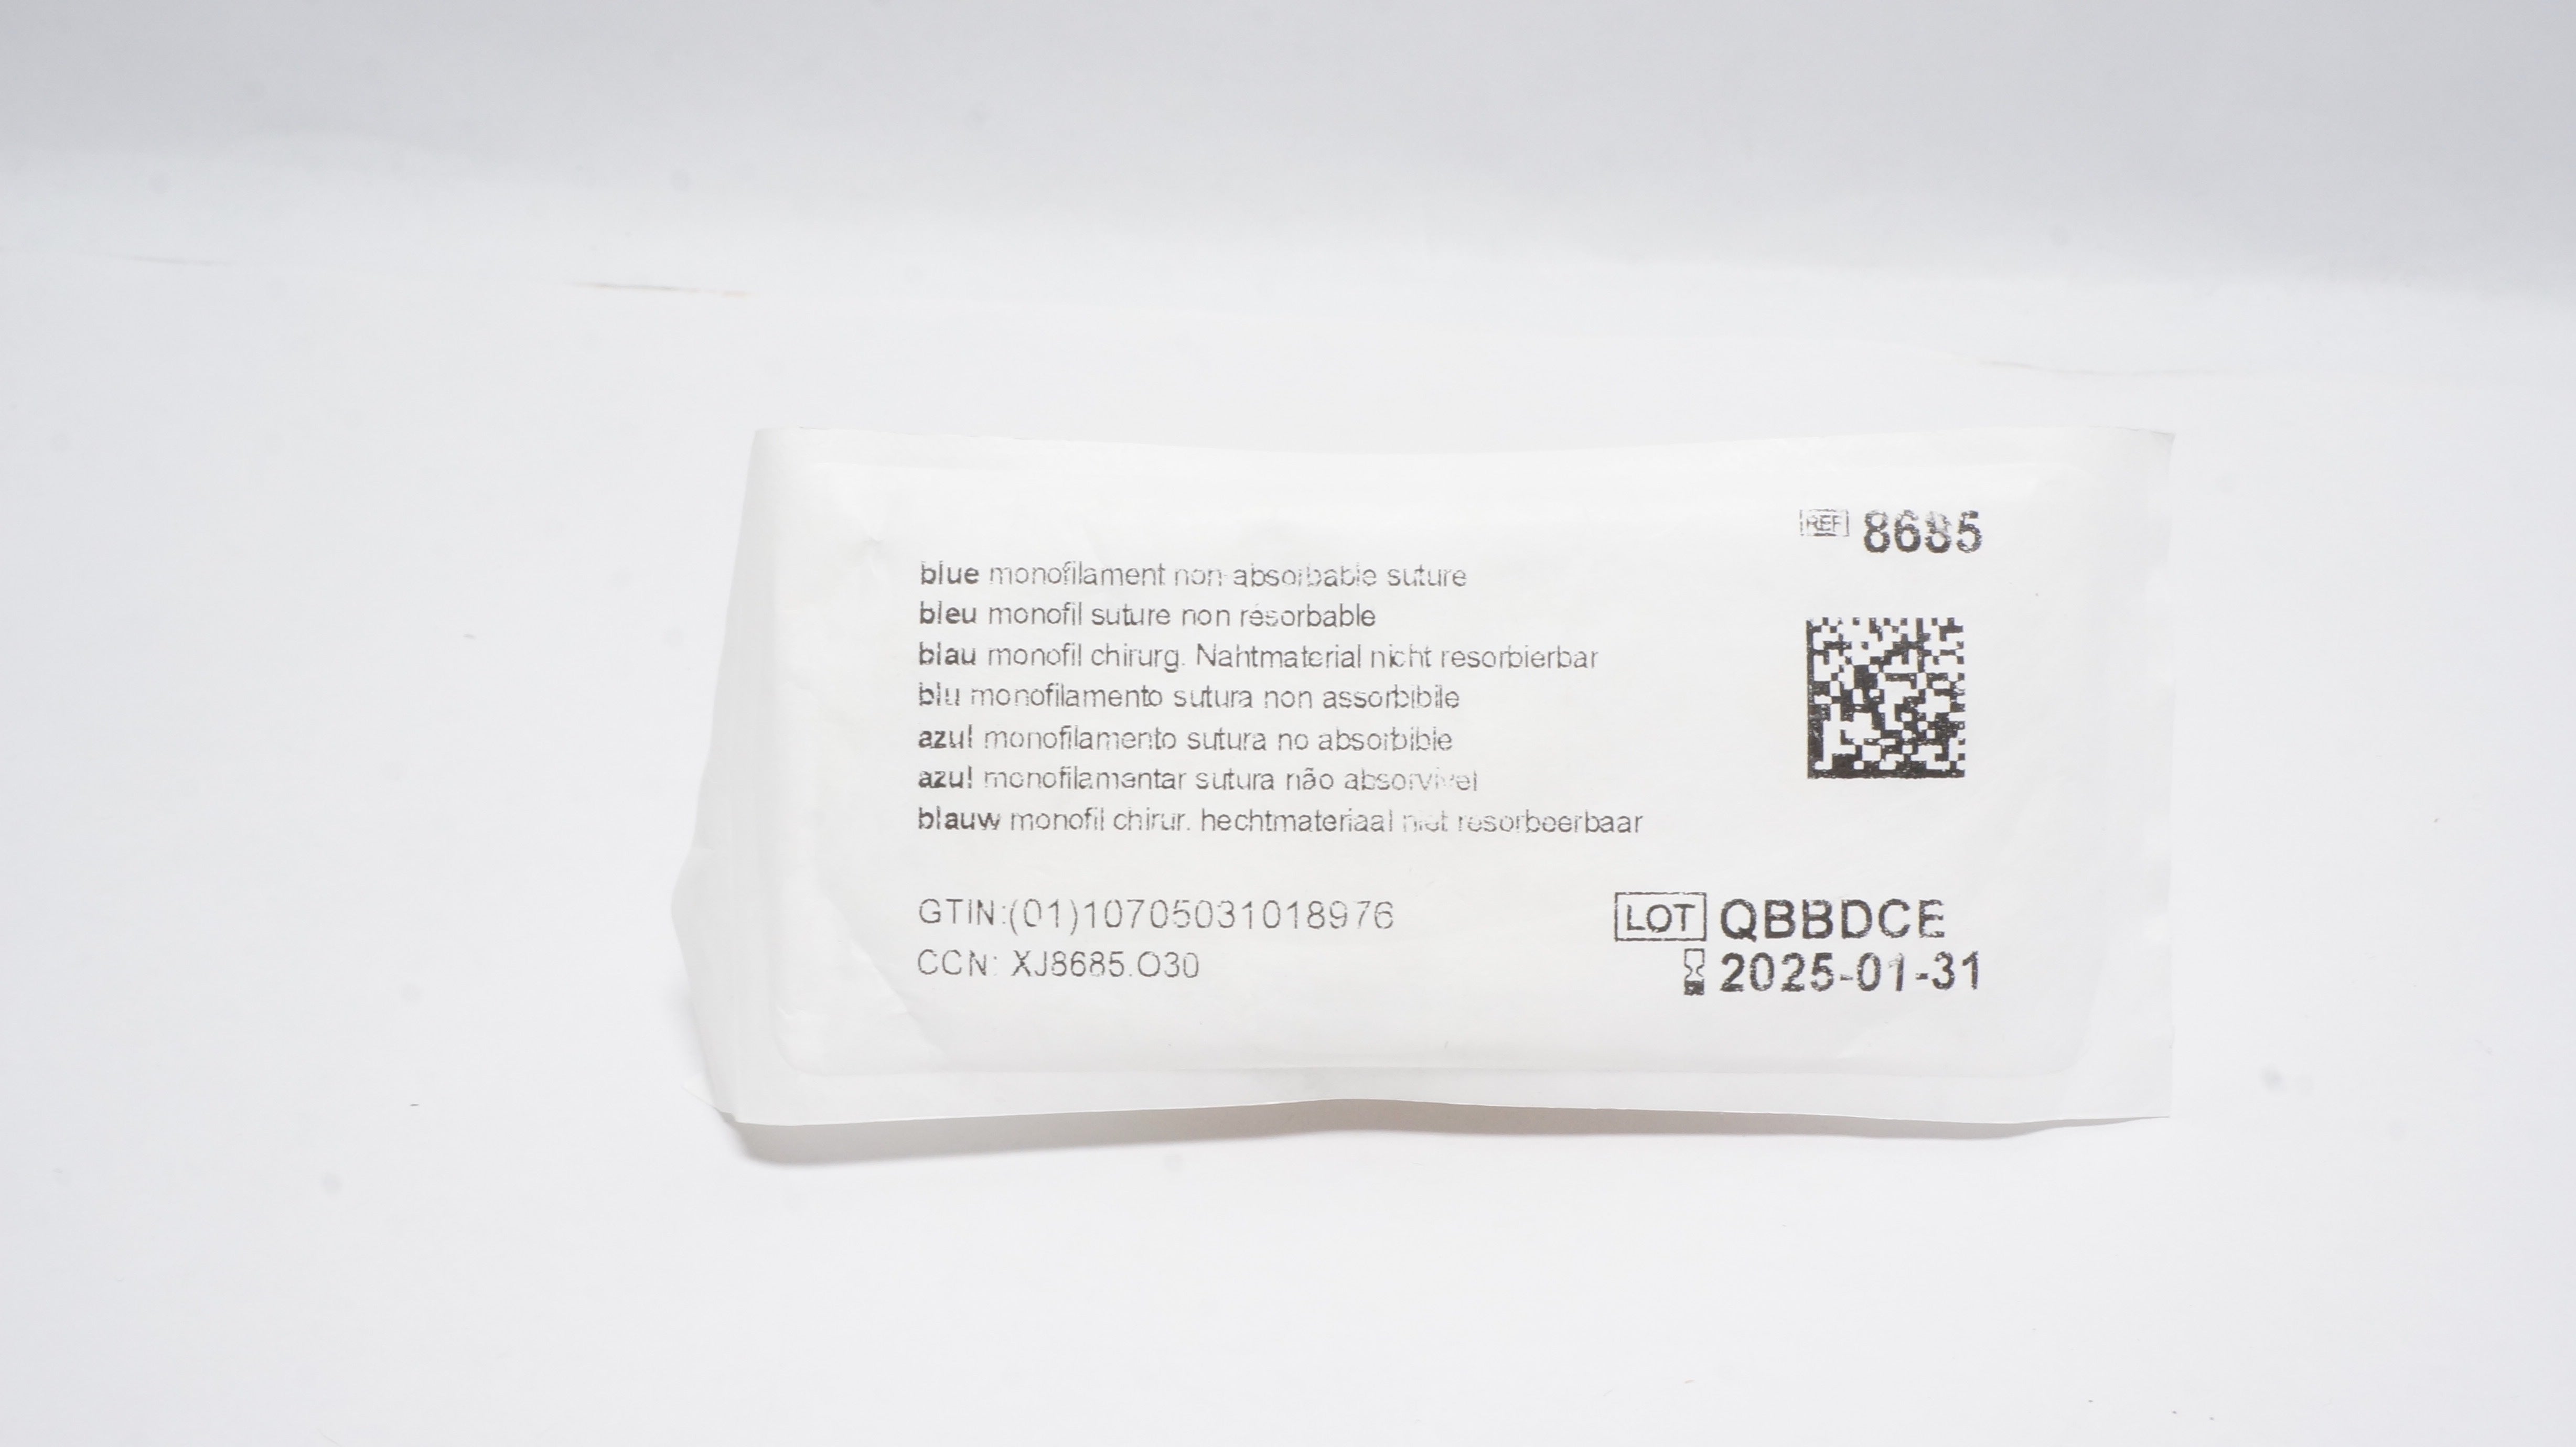 REF 8685
blue monofilament non absorbable suture
bleu monofil suture non résorbable
blau monofil chirurg. Nahtmaterial nicht resorbierbar
blu monofilamento sutura non assorbibile
azul monofilamento sutura no absorbible
azul monofilamentar sutura não absorvível
blauw monofil chirur. hechtmateriaal niet resorbeerbaar
GTIN:(01)10705031018976
LOT QBBDCE
CCN: XJ8685.O30
2025-01-31